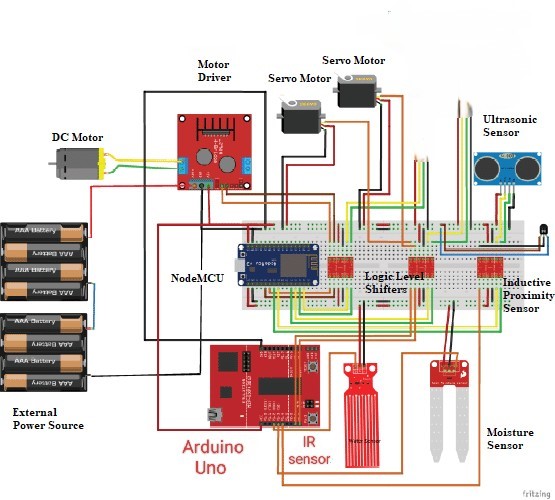 Servo Motor
Motor
Driver
Servo Motor
Ultrasonic
Sensor
DC Motor
AAA Battery
AAA Battery
AAA Battery
AAA Battery
NodeMCU
Logic Level
Shifters
Inductive
Proximity
Sensor
AAA Battery
AAA Battery
AAA Battery
AAA Battery
External
Power Source
Arduino
Uno
IR
sensor
Water Sensor
Moisture
Sensor
fritzing